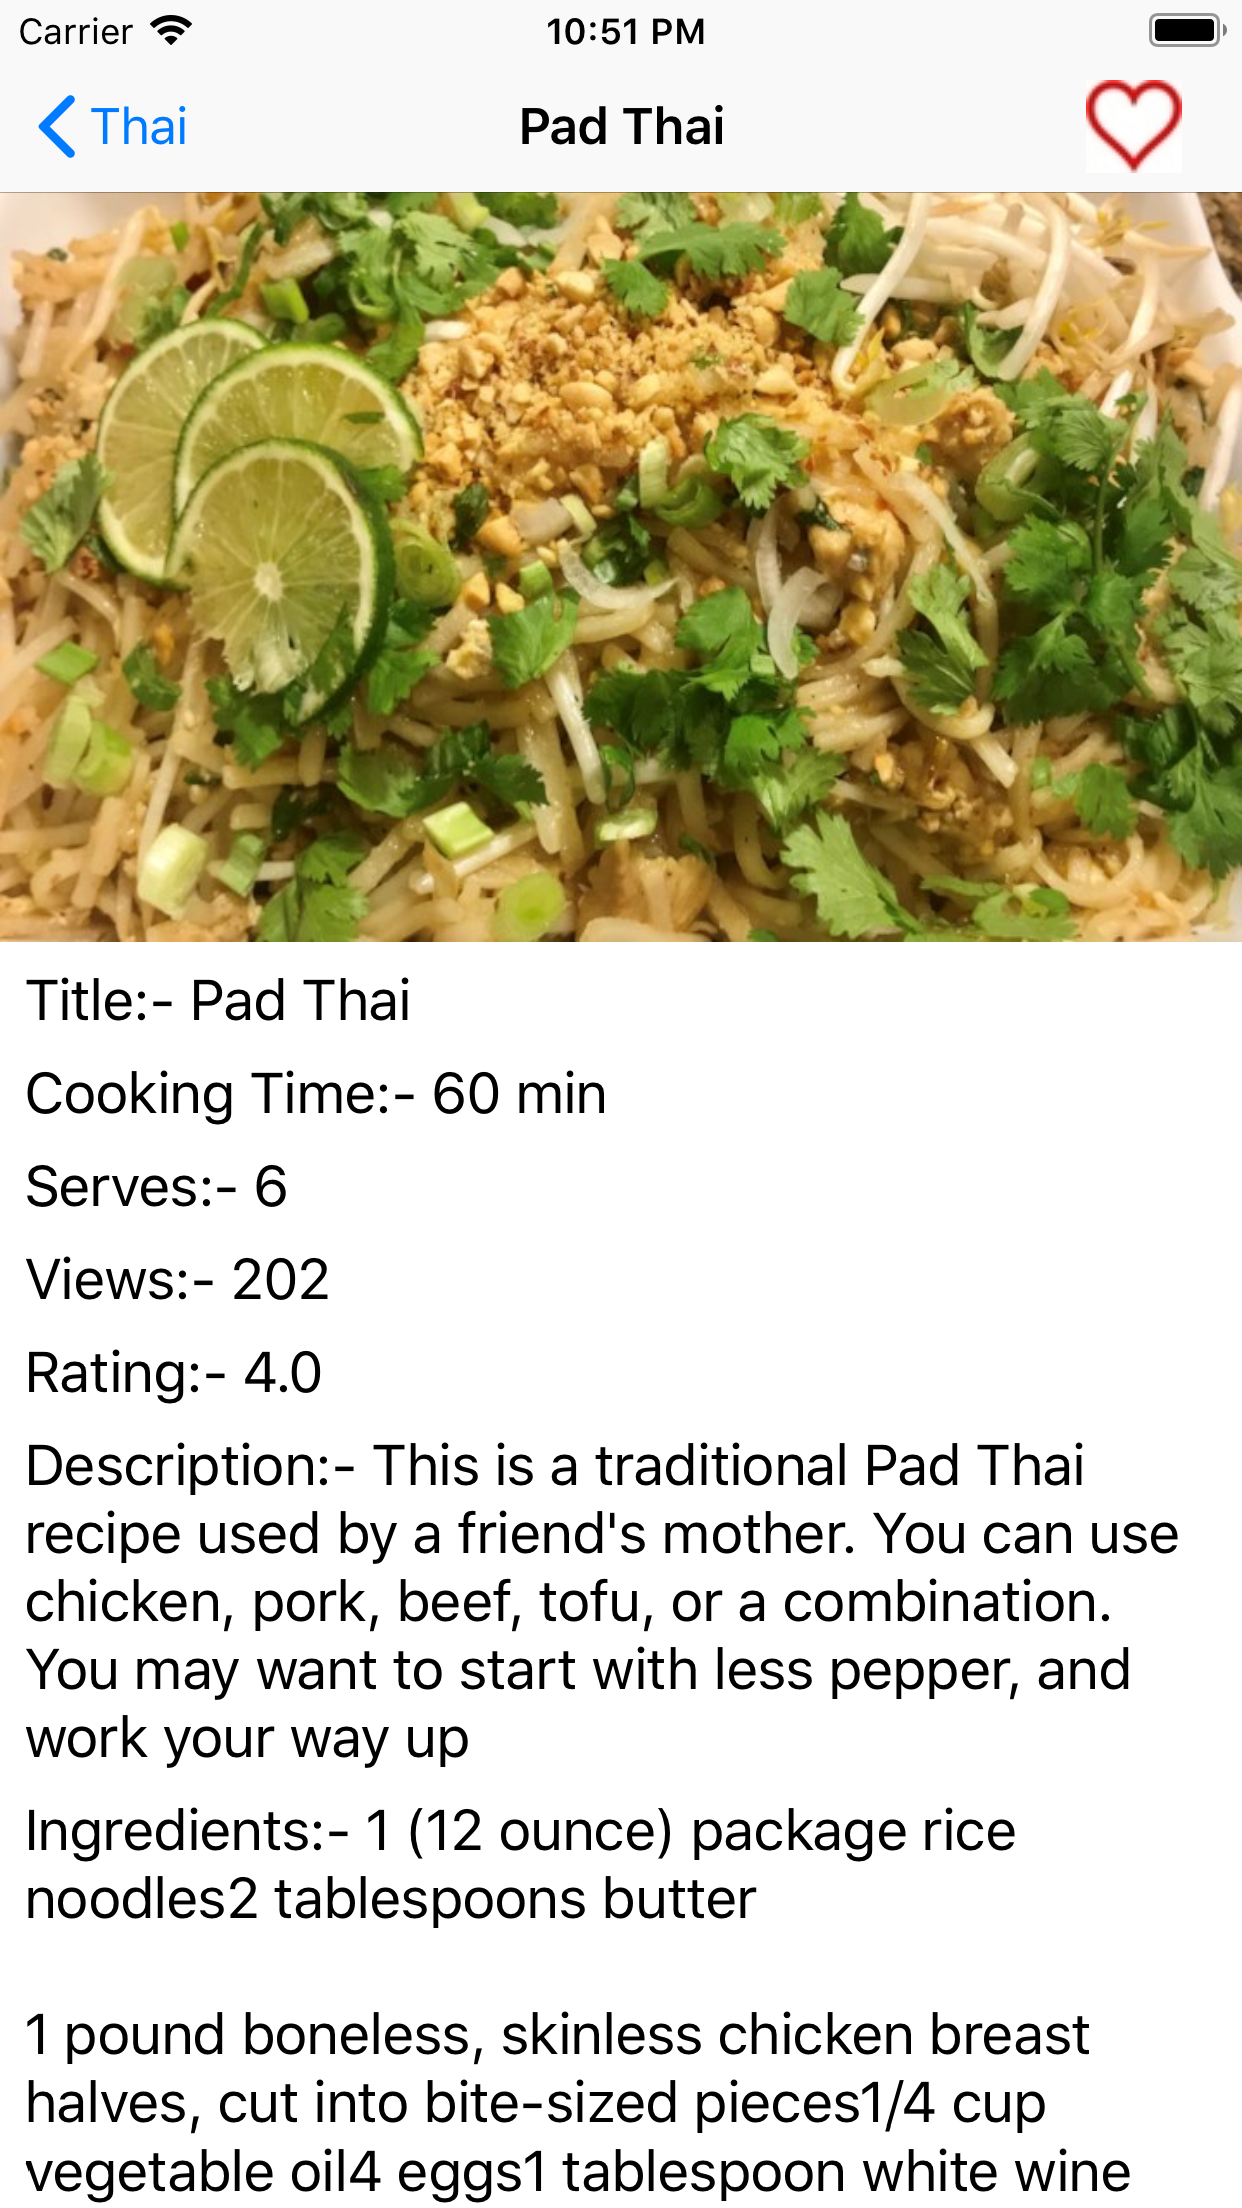 Carrier 10:51 PM
Thai Pad Thai
Title:- Pad Thai
Cooking Time:- 60 min
Serves:- 6
Views:- 202
Rating:- 4.0
Description:- This is a traditional Pad Thai
recipe used by a friend's mother. You can use
chicken, pork, beef, tofu, or a combination.
You may want to start with less pepper, and
work your way up
Ingredients:- 1 (12 ounce) package rice
noodles2 tablespoons butter
1 pound boneless, skinless chicken breast
halves, cut into bite-sized pieces1/4 cup
vegetable oil4 eggs1 tablespoon white wine